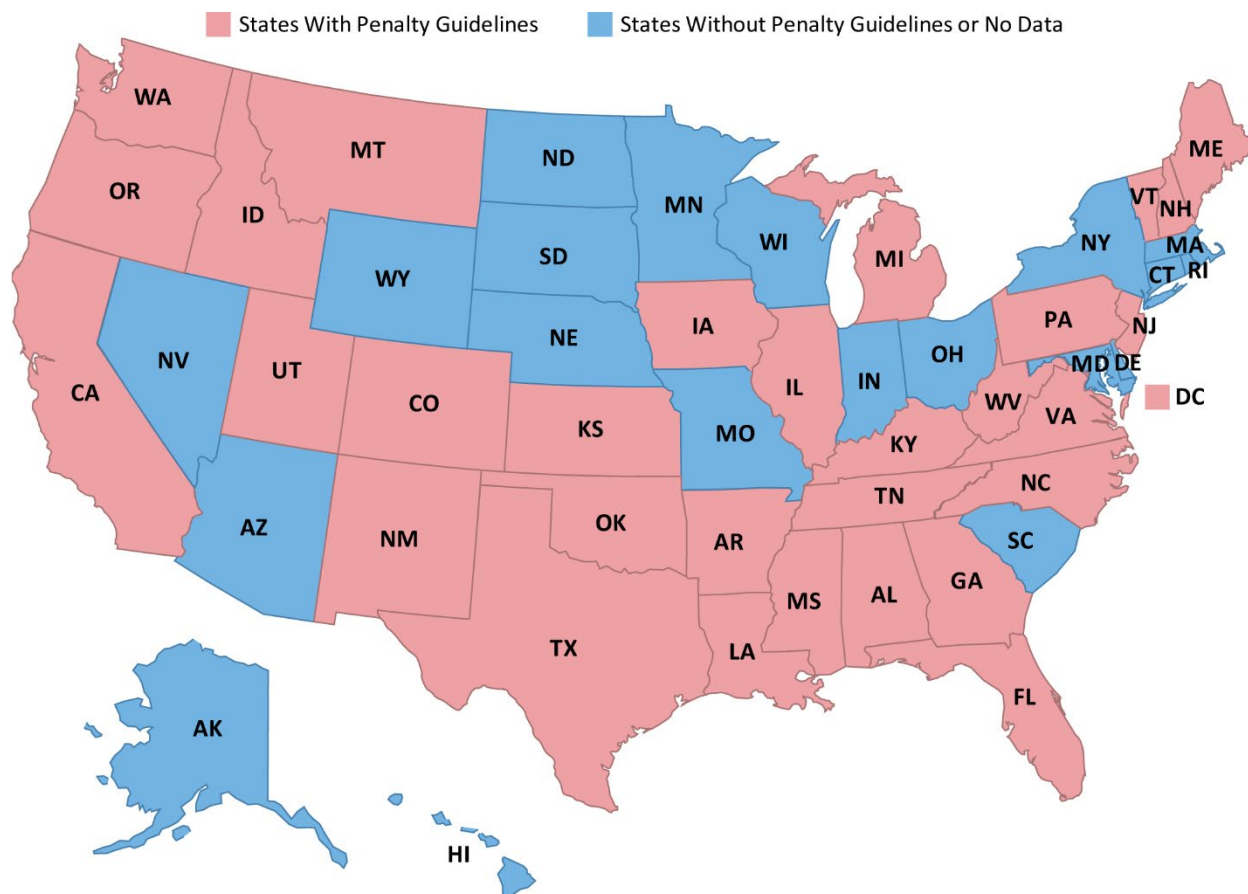 States With Penalty Guidelines
States Without Penalty Guidelines or No Data
WA
MT
ND
MN
ME
OR
ID
VT
NH
WI
NY
MA
SD
MI
CT
RI
WY
IA
PA
NJ
NE
OH
NV
UT
IN
MD
DE
CA
CO
IL
DC
WV
VA
KS
MO
KY
NC
TN
AZ
NM
OK
AR
SC
MS
AL
GA
TX
LA
FL
AK
HI